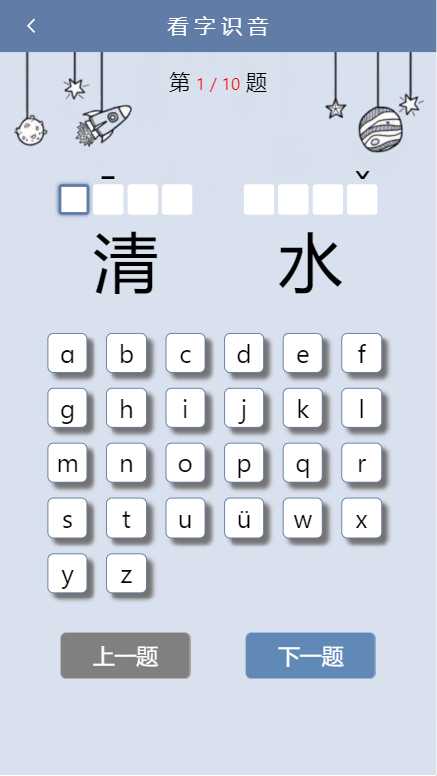 看字识音
第 1 / 10 题
ˉ ˇ
清 水
a b c d e f
g h i j k l
m n o p q r
s t u ü w x
y z
上一题 下一题